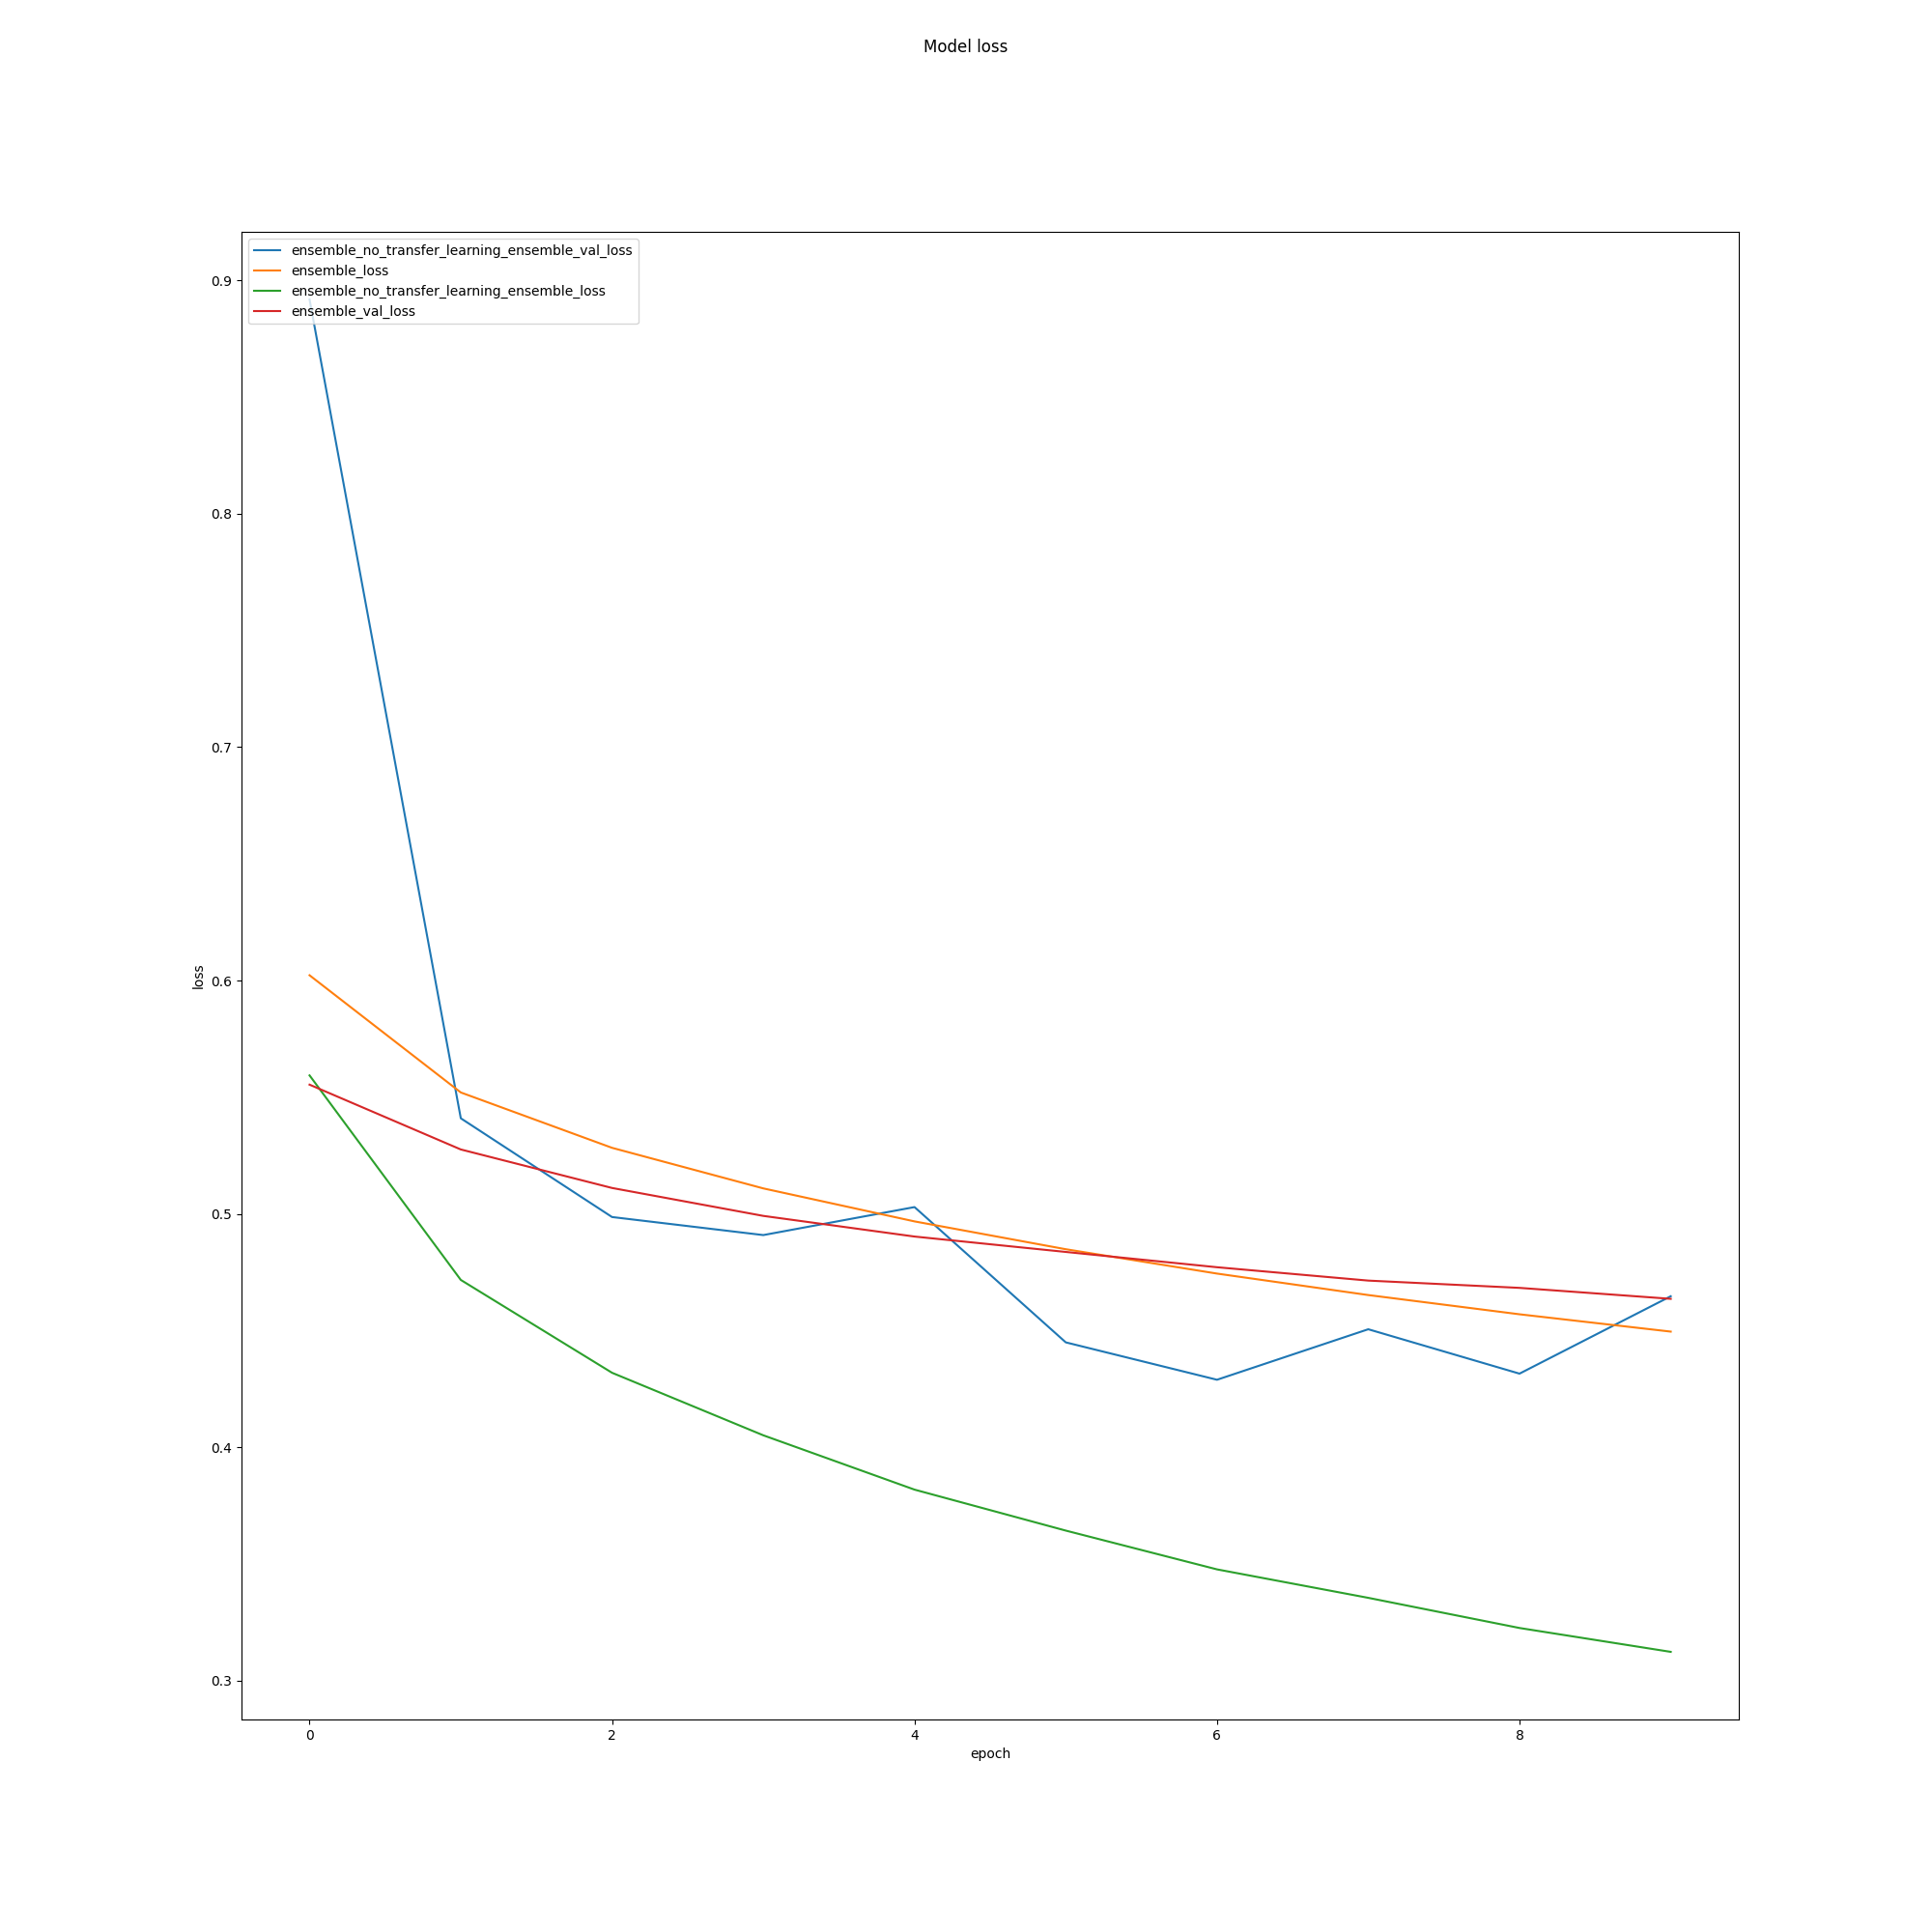 Model loss
ensemble_no_transfer_learning_ensemble_val_loss
ensemble_loss
ensemble_no_transfer_learning_ensemble_loss
ensemble_val_loss
0.9
0.8
0.7
0.6
0.5
0.4
0.3
loss
0 2 4 6 8
epoch